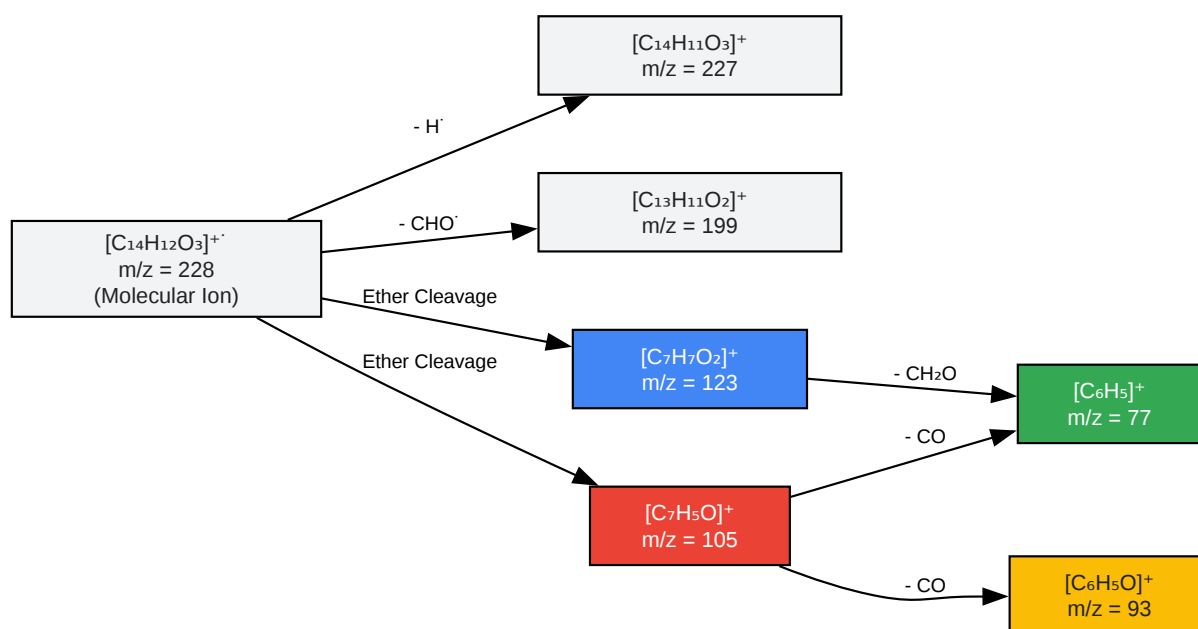 [C₁₄H₁₁O₃]⁺
m/z = 227
- H˙
[C₁₃H₁₁O₂]⁺
m/z = 199
- CHO˙
[C₁₄H₁₂O₃]⁺˙
m/z = 228
(Molecular Ion)
Ether Cleavage
[C₇H₇O₂]⁺
m/z = 123
Ether Cleavage
- CH₂O
[C₆H₅]⁺
m/z = 77
- CO
[C₇H₅O]⁺
m/z = 105
- CO
[C₆H₅O]⁺
m/z = 93